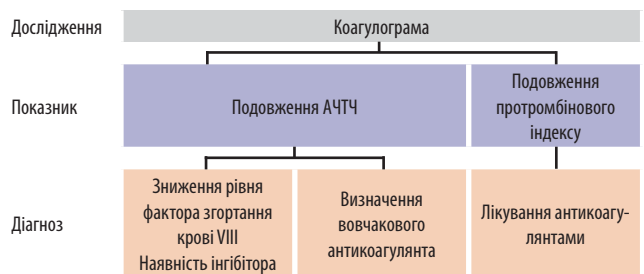 Дослідження
Коагулограма
Показник
Подовження АЧТЧ
Подовження
протромбінового
індексу
Діагноз
Зниження рівня
фактора згортання
крові VIII
Наявність інгібітора
Визначення
вовчакового
антикоагулянта
Лікування антикоагу-
лянтами